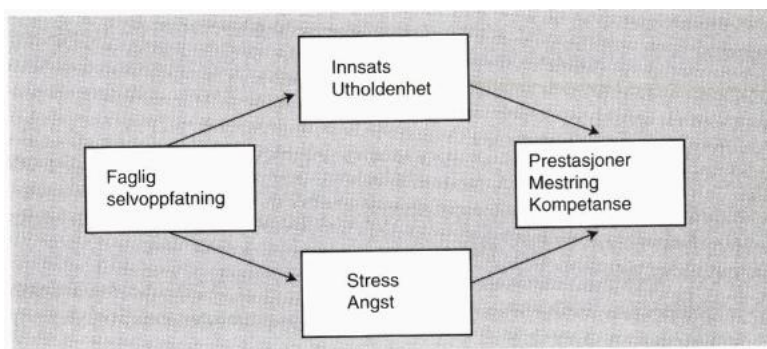 Innsats
Utholdenhet
Faglig
selvoppfatning
Prestasjoner
Mestring
Kompetanse
Stress
Angst